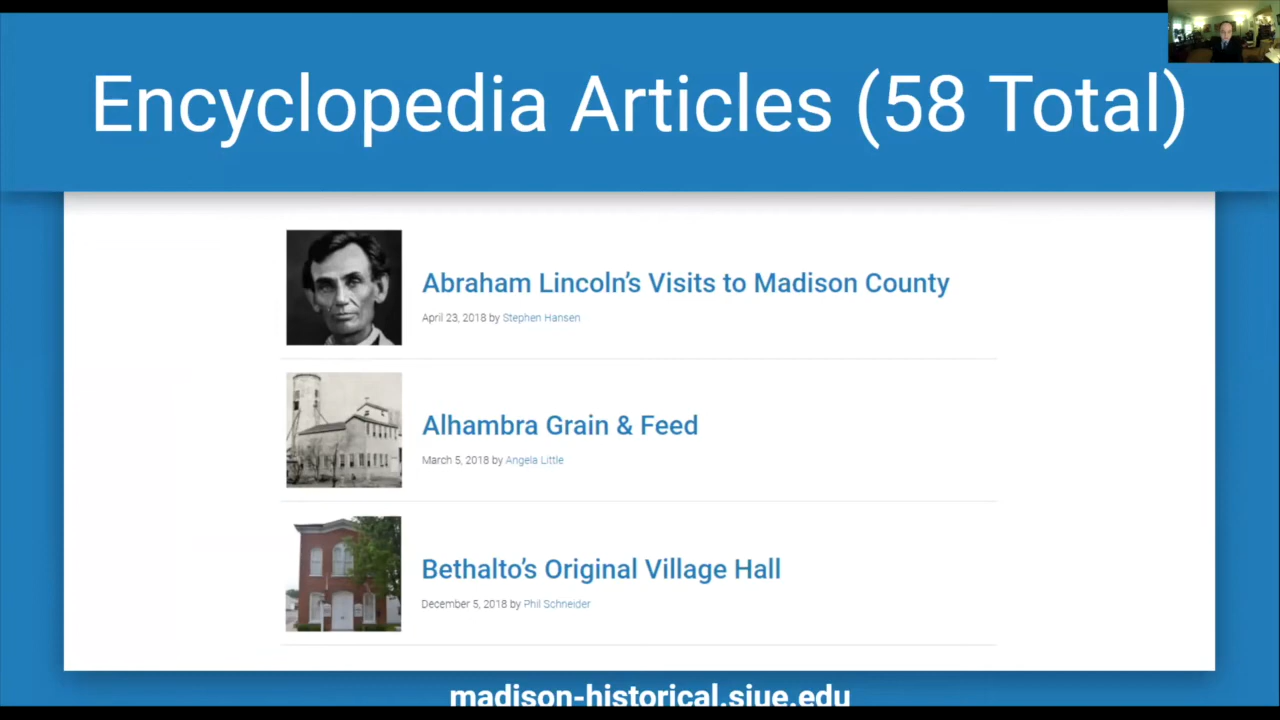 Encyclopedia Articles (58 Total)
Abraham Lincoln’s Visits to Madison County
April 23, 2018 by Stephen Hansen
Alhambra Grain & Feed
March 5, 2018 by Angela Little
Bethalto’s Original Village Hall
December 5, 2018 by Phil Schneider
madison-historical.siue.edu